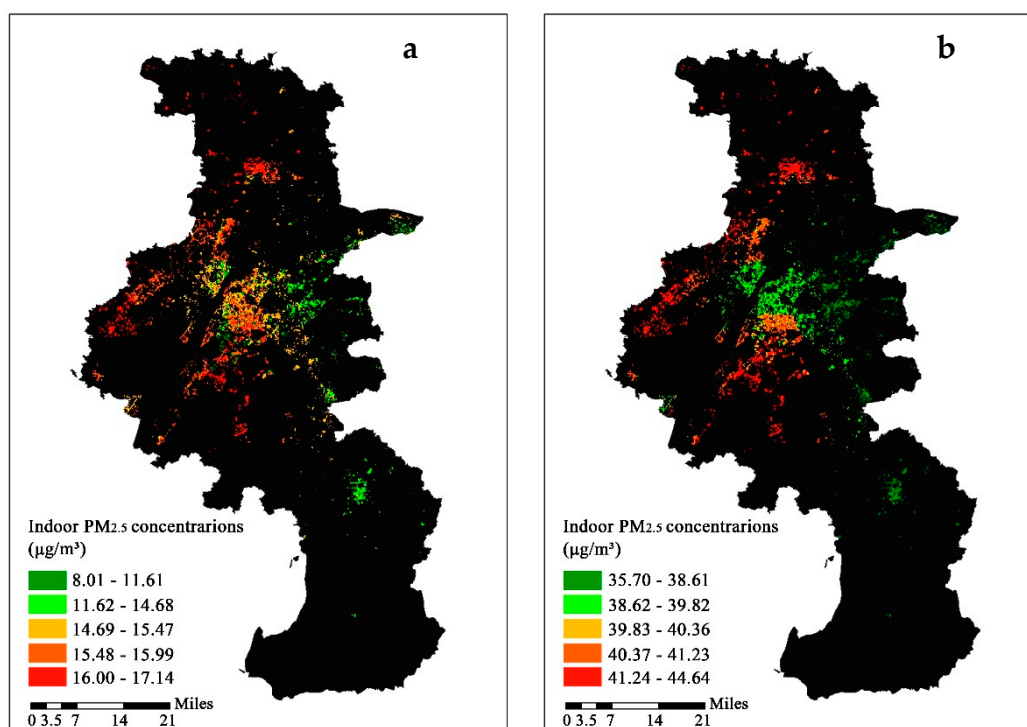 a
Indoor PM2.5 concentrarions
(µg/m³)
8.01 - 11.61
11.62 - 14.68
14.69 - 15.47
15.48 - 15.99
16.00 - 17.14
Miles
0 3.5 7 14 21
b
Indoor PM2.5 concentrarions
(µg/m³)
35.70 - 38.61
38.62 - 39.82
39.83 - 40.36
40.37 - 41.23
41.24 - 44.64
Miles
0 3.5 7 14 21